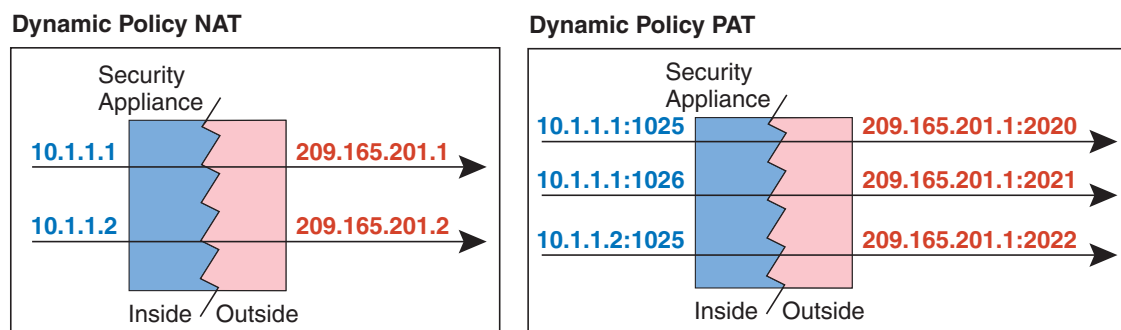 Dynamic Policy NAT
Security
Appliance
10.1.1.1
209.165.201.1
10.1.1.2
209.165.201.2
Inside
Outside
Dynamic Policy PAT
Security
Appliance
10.1.1.1:1025
209.165.201.1:2020
10.1.1.1:1026
209.165.201.1:2021
10.1.1.2:1025
209.165.201.1:2022
Inside
Outside